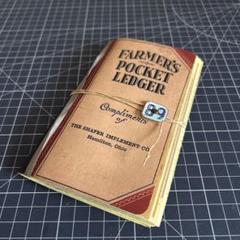 FARMER'S
POCKET
LEDGER
Compliments
of
THE SHAFER IMPLEMENT CO
Hamilton, Ohio